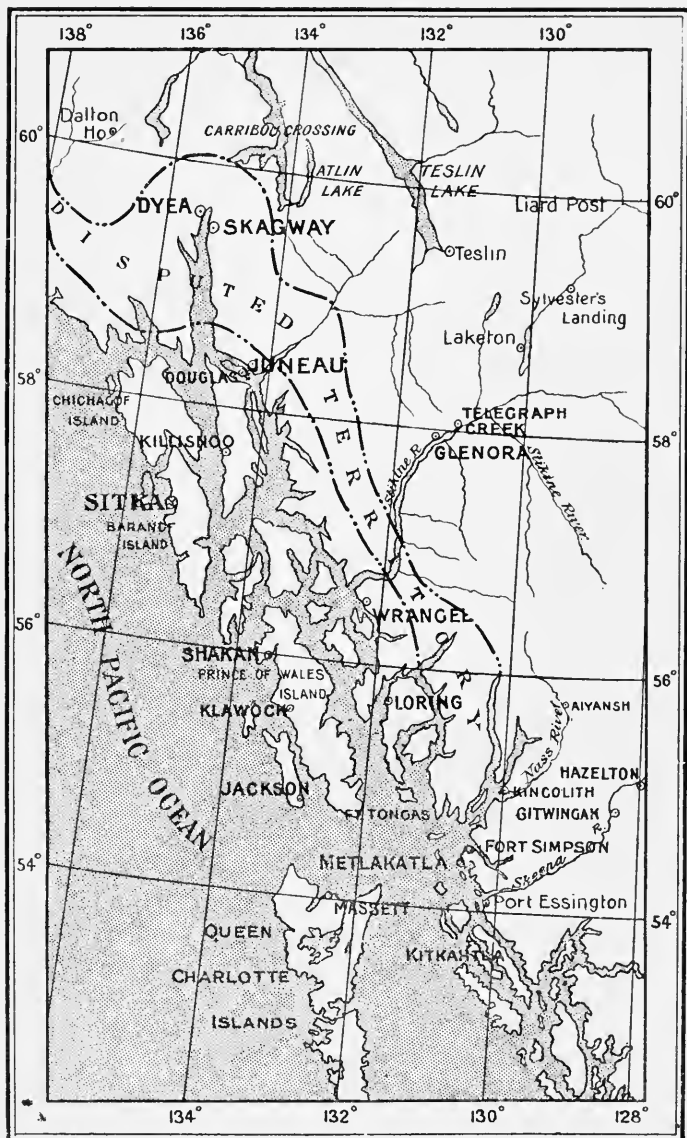 138° 136° 134° 132° 130°
Dalton
Ho
60°
CARRIBOU CROSSING
ATLIN
LAKE
TESLIN
LAKE
60°
DYEA
SKAGWAY
Liard Post
DISPUTED TERRITORY
Teslin
Sylvester's
Landing
Laketon
JUNEAU
DOUGLAS
58°
CHICHAGOF
ISLAND
TELEGRAPH
CREEK
58°
KILLISNOO
GLENORA
Stikine R
Stikine River
SITKA
BARANOF
ISLAND
NORTH PACIFIC OCEAN
WRANGEL
56°
SHAKAN
PRINCE OF WALES
ISLAND
56°
KLAWOCK
LORING
AIYANSH
Nass River
HAZELTON
JACKSON
KINCOLITH
GITWINGAK
FT TONGAS
FORT SIMPSON
METLAKATLA
Skeena R
54°
MASSETT
Port Essington
54°
QUEEN
CHARLOTTE
ISLANDS
KITKAHTLA
134° 132° 130° 128°